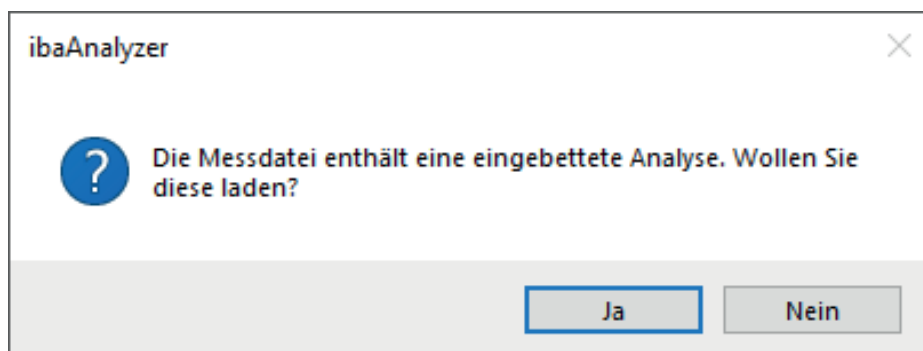 ibaAnalyzer
Die Messdatei enthält eine eingebettete Analyse. Wollen Sie
diese laden?
Ja
Nein